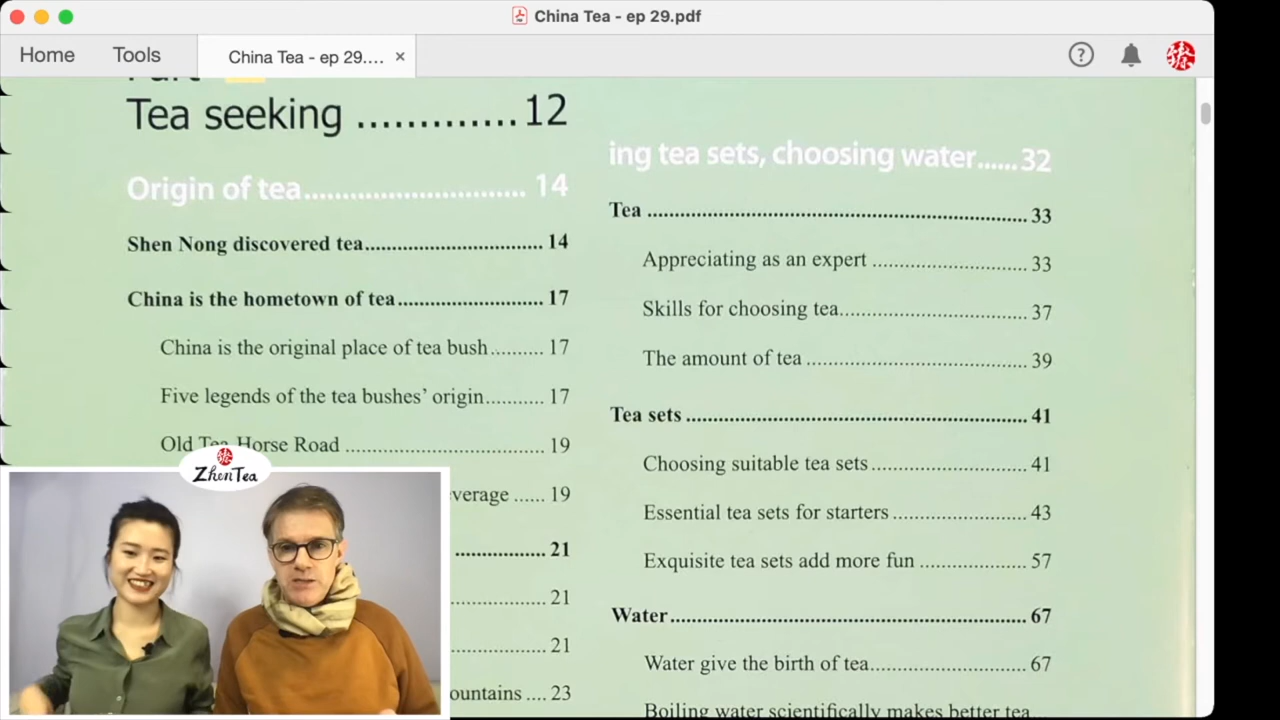 China Tea - ep 29.pdf
Home
Tools
China Tea - ep 29....
Tea seeking .............12
Origin of tea............................ 14
Shen Nong discovered tea................................ 14
China is the hometown of tea.......................... 17
China is the original place of tea bush.......... 17
Five legends of the tea bushes' origin........... 17
Old Tea Horse Road .................................... 19
verage ...... 19
................ 21
................ 21
................ 21
ountains .... 23
ing tea sets, choosing water......32
Tea ..................................................................... 33
Appreciating as an expert ............................ 33
Skills for choosing tea.................................. 37
The amount of tea ........................................ 39
Tea sets .............................................................. 41
Choosing suitable tea sets............................ 41
Essential tea sets for starters ........................ 43
Exquisite tea sets add more fun ................... 57
Water.................................................................. 67
Water give the birth of tea............................ 67
Boiling water scientifically makes better tea
ZhenTea